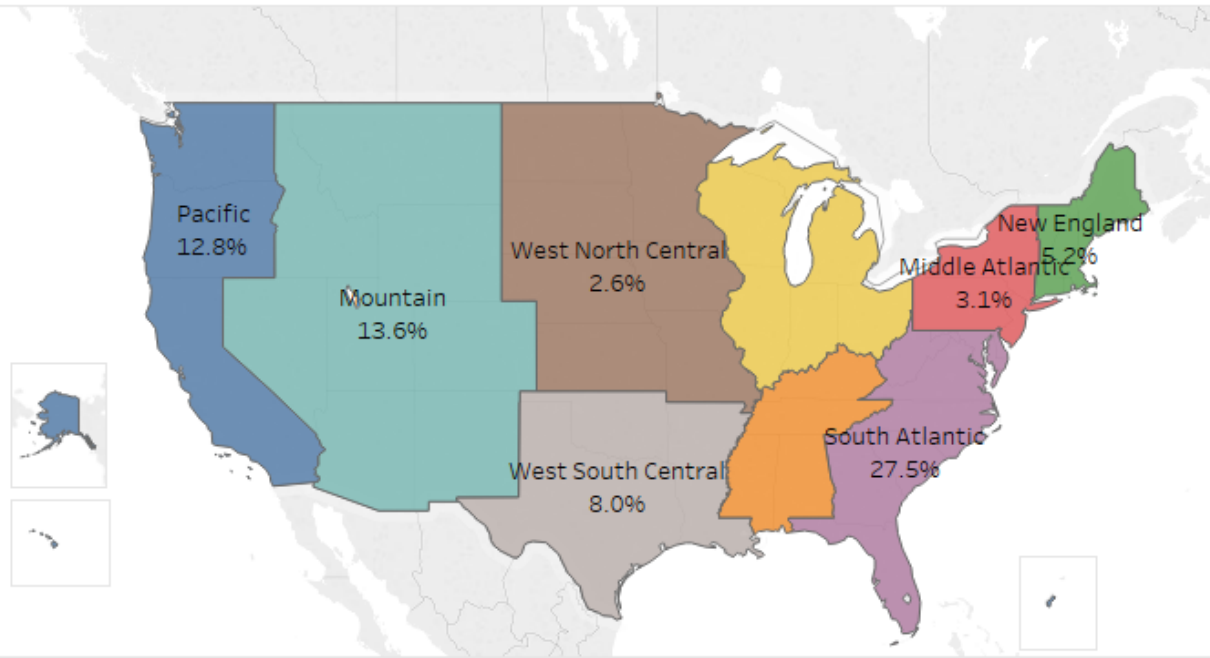 Pacific
12.8%
Mountain
13.6%
West North Central
2.6%
New England
5.2%
Middle Atlantic
3.1%
South Atlantic
27.5%
West South Central
8.0%